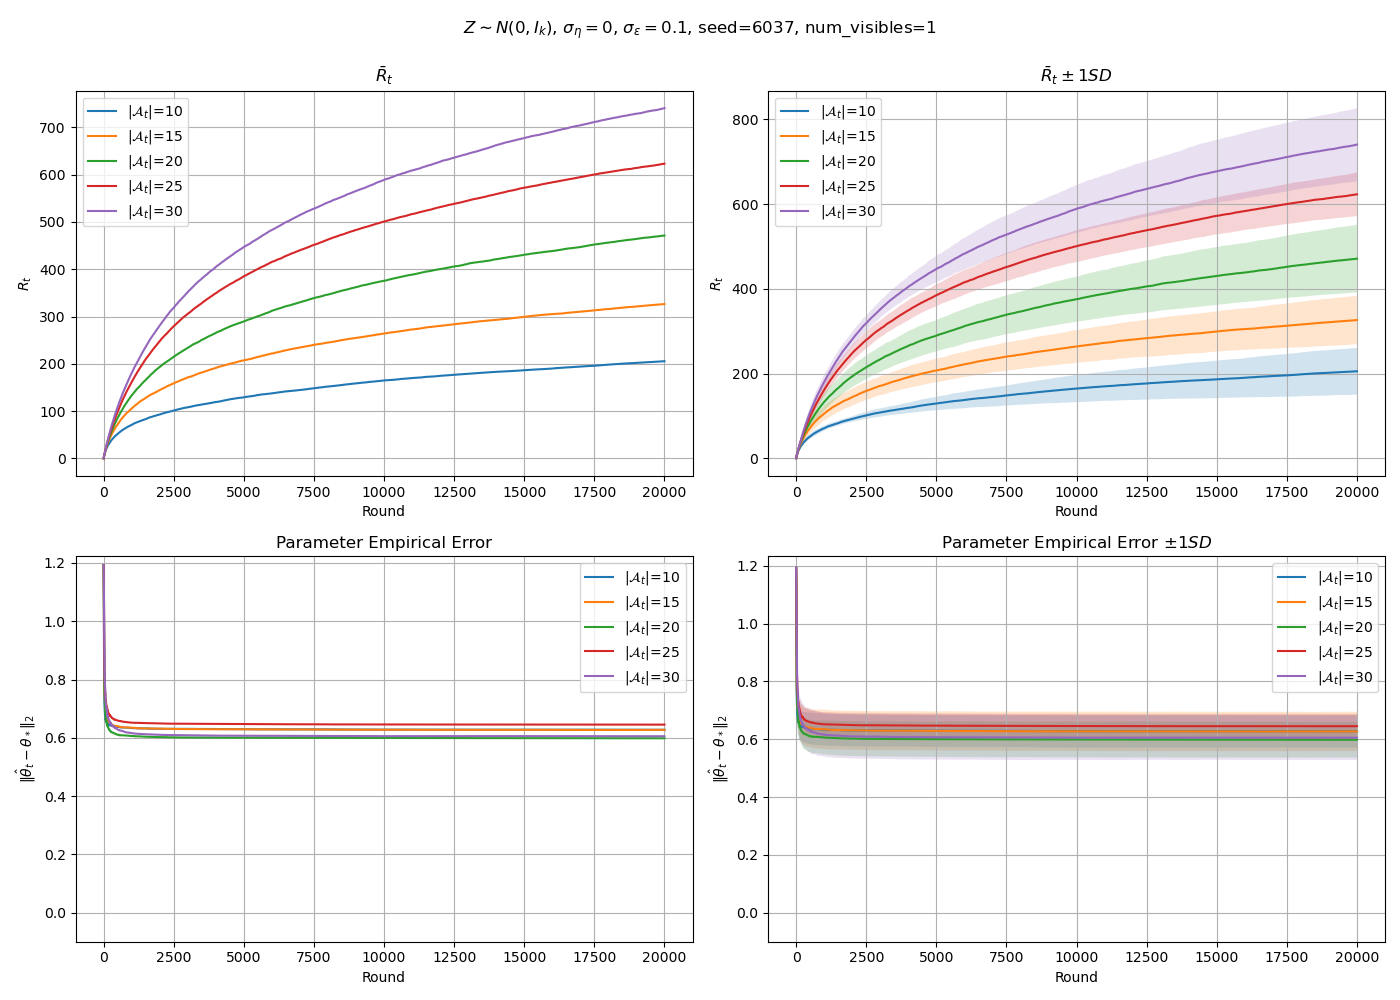 Z ∼ N(0, I_k), σ_η = 0, σ_ε = 0.1, seed=6037, num_visibles=1
R̄_t
R_t
700
600
500
400
300
200
100
0
|𝒜_t|=10
|𝒜_t|=15
|𝒜_t|=20
|𝒜_t|=25
|𝒜_t|=30
0 2500 5000 7500 10000 12500 15000 17500 20000
Round
R̄_t ± 1SD
R_t
800
600
400
200
0
|𝒜_t|=10
|𝒜_t|=15
|𝒜_t|=20
|𝒜_t|=25
|𝒜_t|=30
0 2500 5000 7500 10000 12500 15000 17500 20000
Round
Parameter Empirical Error
‖θ̂_t − θ_*‖_2
1.2
1.0
0.8
0.6
0.4
0.2
0.0
|𝒜_t|=10
|𝒜_t|=15
|𝒜_t|=20
|𝒜_t|=25
|𝒜_t|=30
0 2500 5000 7500 10000 12500 15000 17500 20000
Round
Parameter Empirical Error ±1SD
‖θ̂_t − θ_*‖_2
1.2
1.0
0.8
0.6
0.4
0.2
0.0
|𝒜_t|=10
|𝒜_t|=15
|𝒜_t|=20
|𝒜_t|=25
|𝒜_t|=30
0 2500 5000 7500 10000 12500 15000 17500 20000
Round